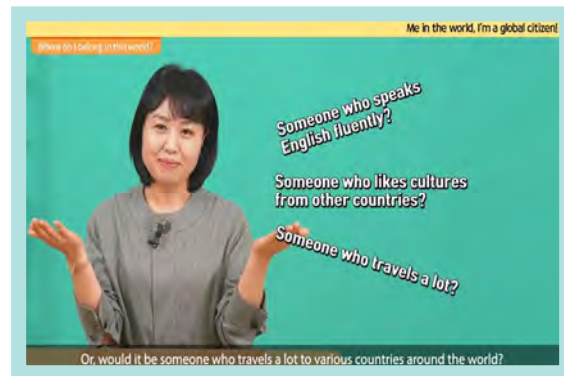 Me in the world, I'm a global citizen!
Where do I belong in this world?
Someone who speaks
English fluently?
Someone who likes cultures
from other countries?
Someone who travels a lot?
Or, would it be someone who travels a lot to various countries around the world?